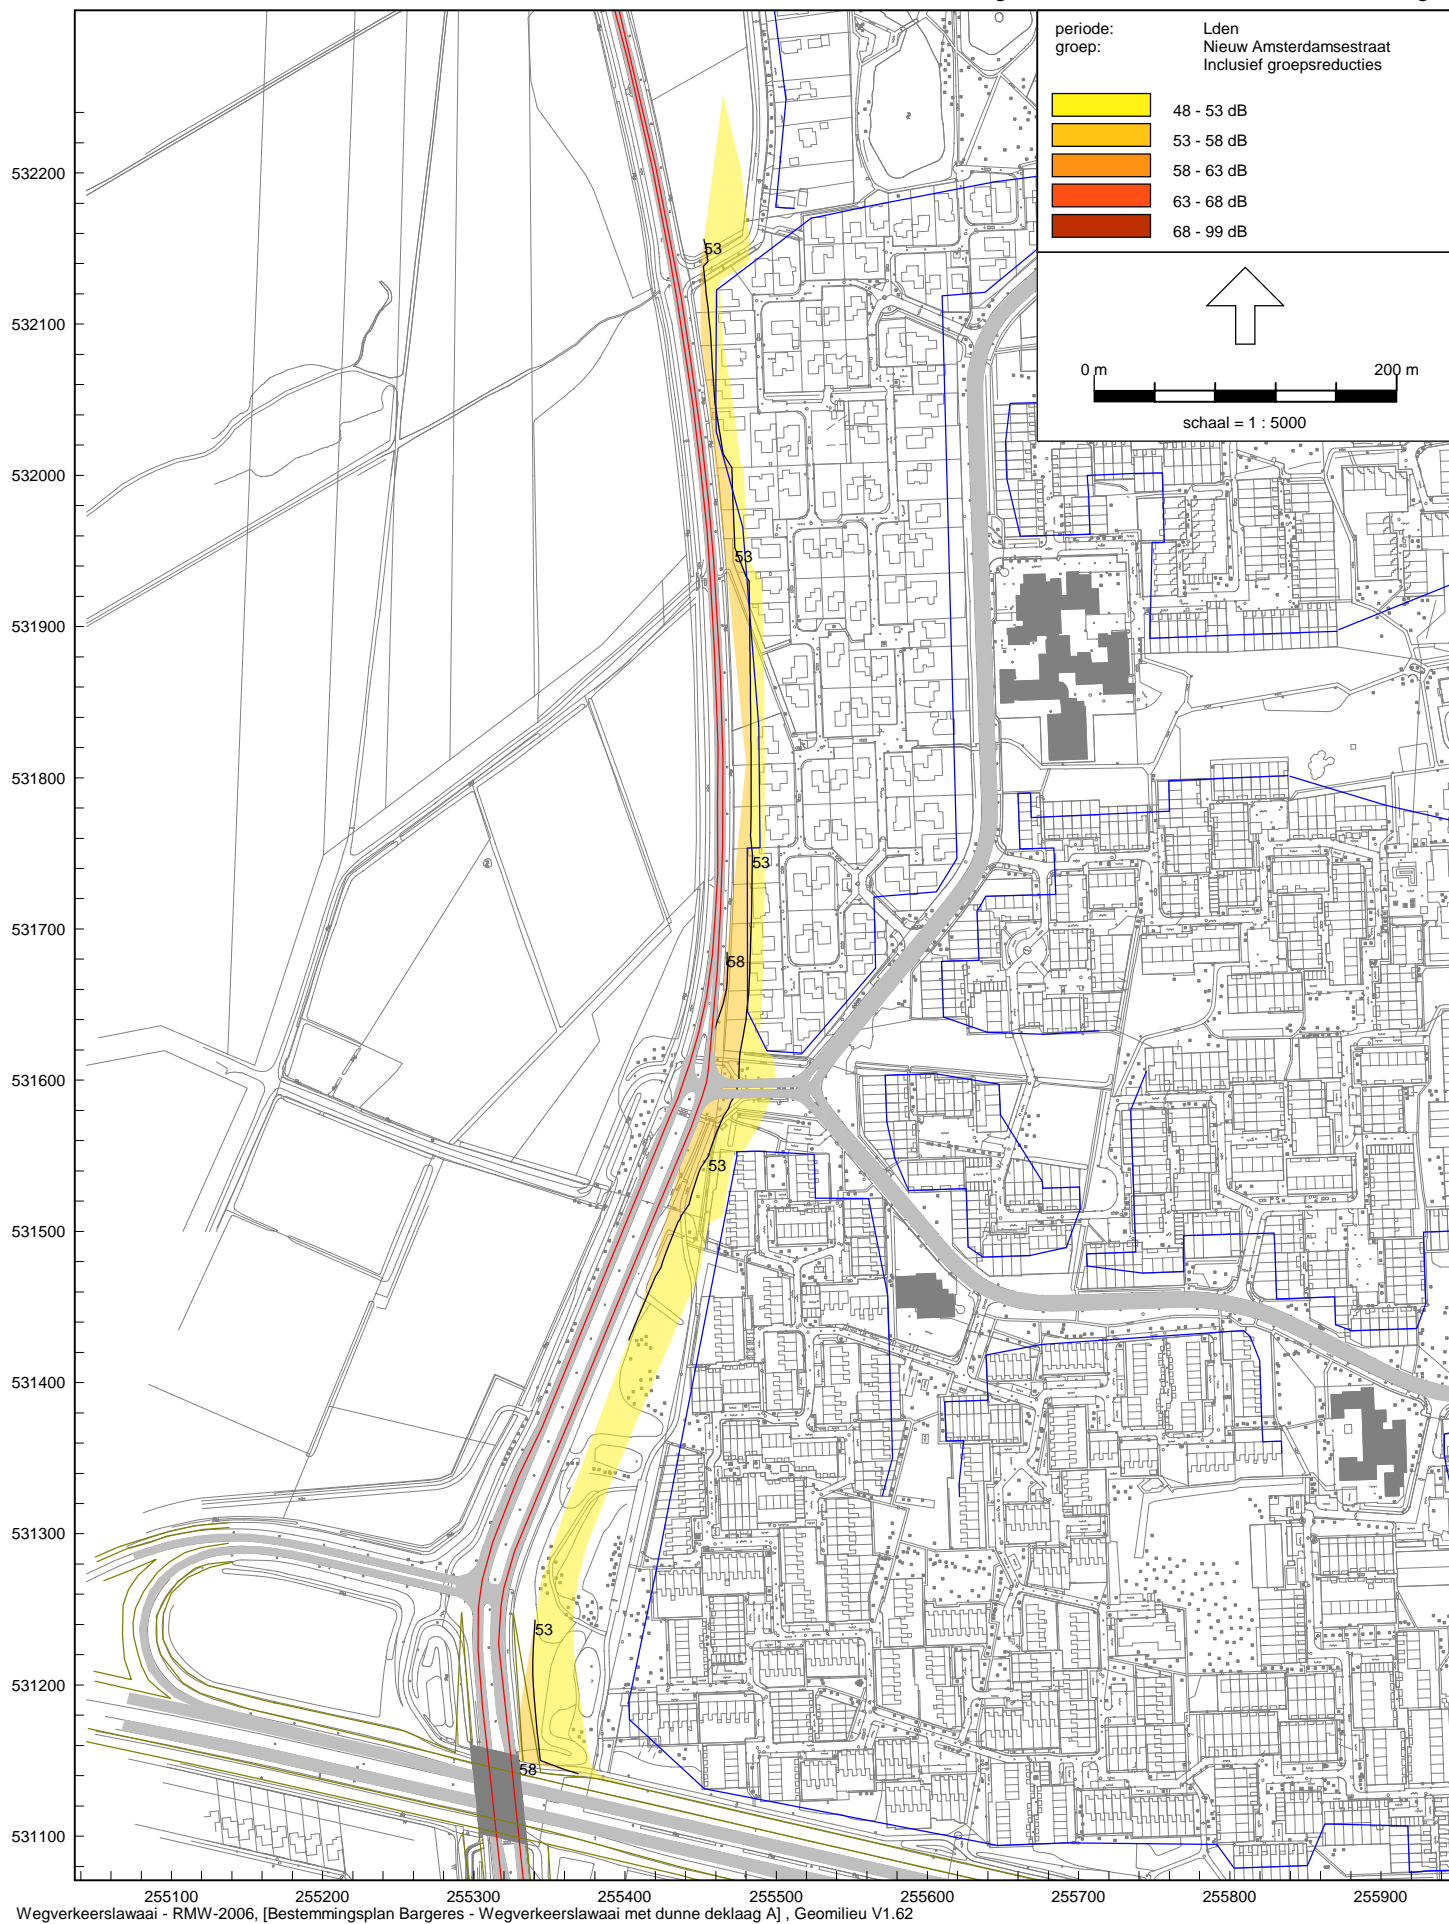 periode: Lden
groep: Nieuw Amsterdamsestraat
Inclusief groepsreducties
48 - 53 dB
53 - 58 dB
58 - 63 dB
63 - 68 dB
68 - 99 dB
0 m 200 m
schaal = 1 : 5000
532200
532100
532000
531900
531800
531700
531600
531500
531400
531300
531200
531100
53
53
53
58
53
53
58
255100 255200 255300 255400 255500 255600 255700 255800 255900
Wegverkeerslawaai - RMW-2006, [Bestemmingsplan Bargeres - Wegverkeerslawaai met dunne deklaag A] , Geomilieu V1.62